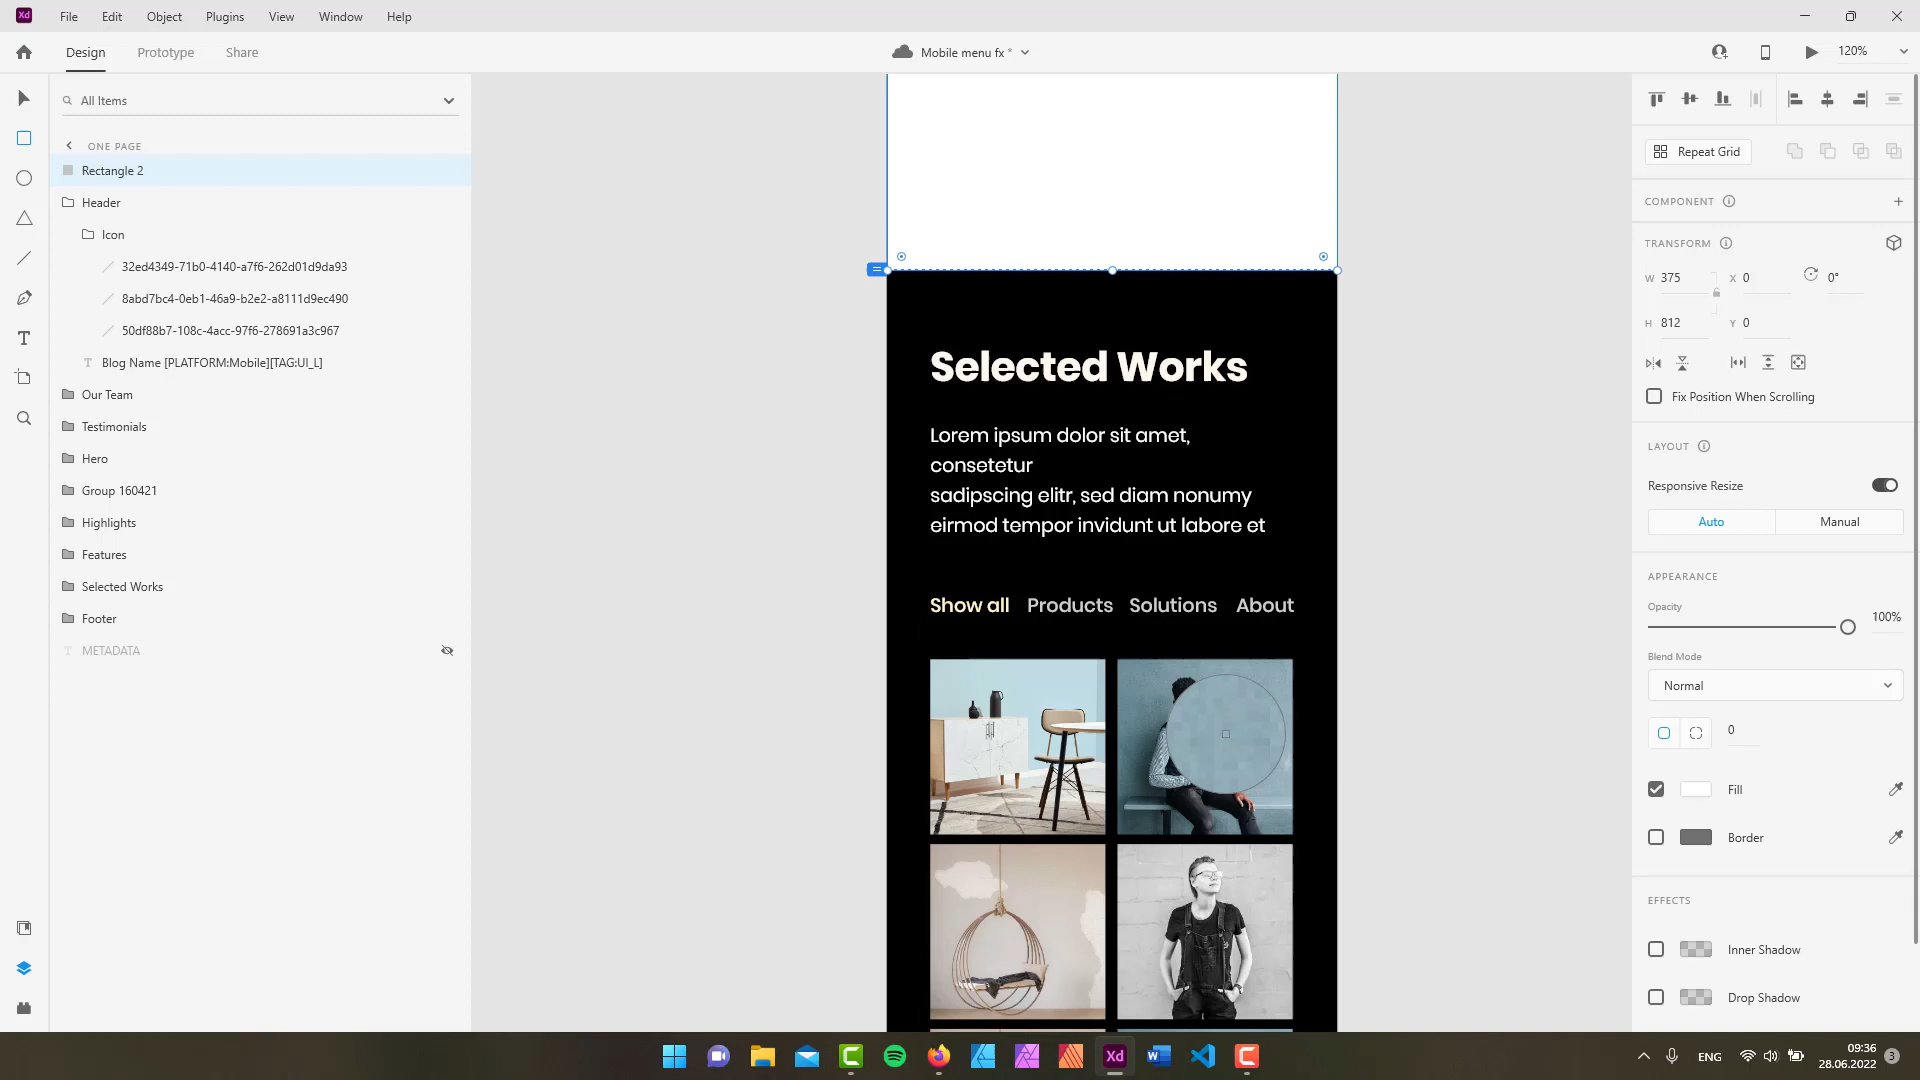 Xd
File
Edit
Object
Plugins
View
Window
Help
Design
Prototype
Share
Mobile menu fx *
120%
All Items
ONE PAGE
Rectangle 2
Header
Icon
32ed4349-71b0-4140-a7f6-262d01d9da93
8abd7bc4-0eb1-46a9-b2e2-a8111d9ec490
50df88b7-108c-4acc-97f6-278691a3c967
T Blog Name [PLATFORM:Mobile][TAG:UI_L]
Our Team
Testimonials
Hero
Group 160421
Highlights
Features
Selected Works
Footer
T METADATA
Selected Works
Lorem ipsum dolor sit amet,
consetetur
sadipscing elitr, sed diam nonumy
eirmod tempor invidunt ut labore et
Show all
Products
Solutions
About
Repeat Grid
COMPONENT
TRANSFORM
W 375
X 0
0°
H 812
Y 0
Fix Position When Scrolling
LAYOUT
Responsive Resize
Auto
Manual
APPEARANCE
Opacity
100%
Blend Mode
Normal
0
Fill
Border
EFFECTS
Inner Shadow
Drop Shadow
Xd
ENG
09:36
28.06.2022
3